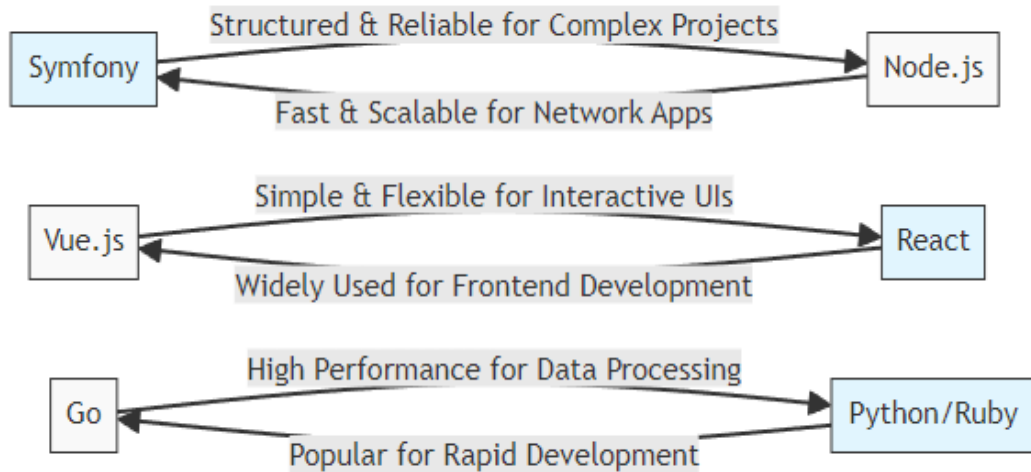 Structured & Reliable for Complex Projects
Symfony
Node.js
Fast & Scalable for Network Apps
Simple & Flexible for Interactive UIs
Vue.js
React
Widely Used for Frontend Development
High Performance for Data Processing
Go
Python/Ruby
Popular for Rapid Development